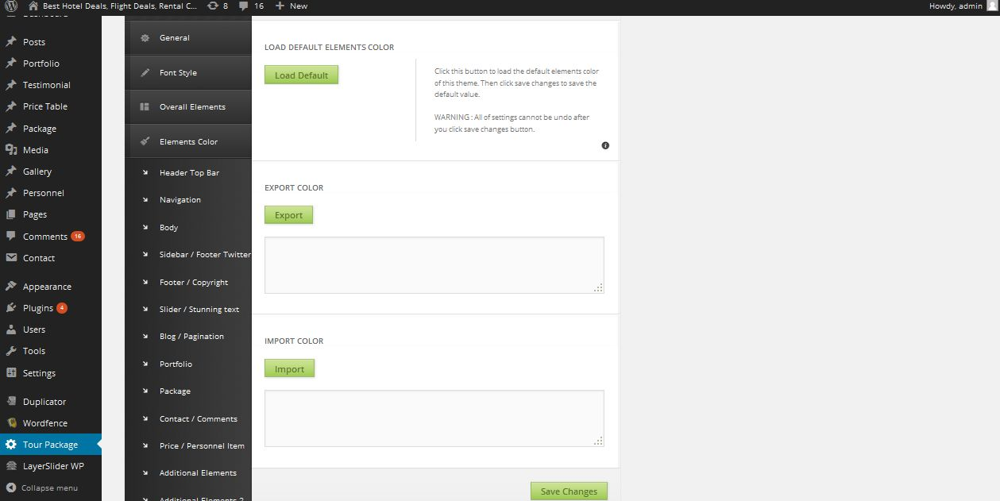 Best Hotel Deals, Flight Deals, Rental C... 8 16 New Howdy, admin
Dashboard
Posts
Portfolio
Testimonial
Price Table
Package
Media
Gallery
Personnel
Pages
Comments 16
Contact
Appearance
Plugins 4
Users
Tools
Settings
Duplicator
Wordfence
Tour Package
LayerSlider WP
Collapse menu
General
Font Style
Overall Elements
Elements Color
Header Top Bar
Navigation
Body
Sidebar / Footer Twitter
Footer / Copyright
Slider / Stunning text
Blog / Pagination
Portfolio
Package
Contact / Comments
Price / Personnel Item
Additional Elements
Additional Elements 2
LOAD DEFAULT ELEMENTS COLOR
Load Default
Click this button to load the default elements color
of this theme. Then click save changes to save the
default value.
WARNING : All of settings cannot be undo after
you click save changes button.
EXPORT COLOR
Export
IMPORT COLOR
Import
Save Changes